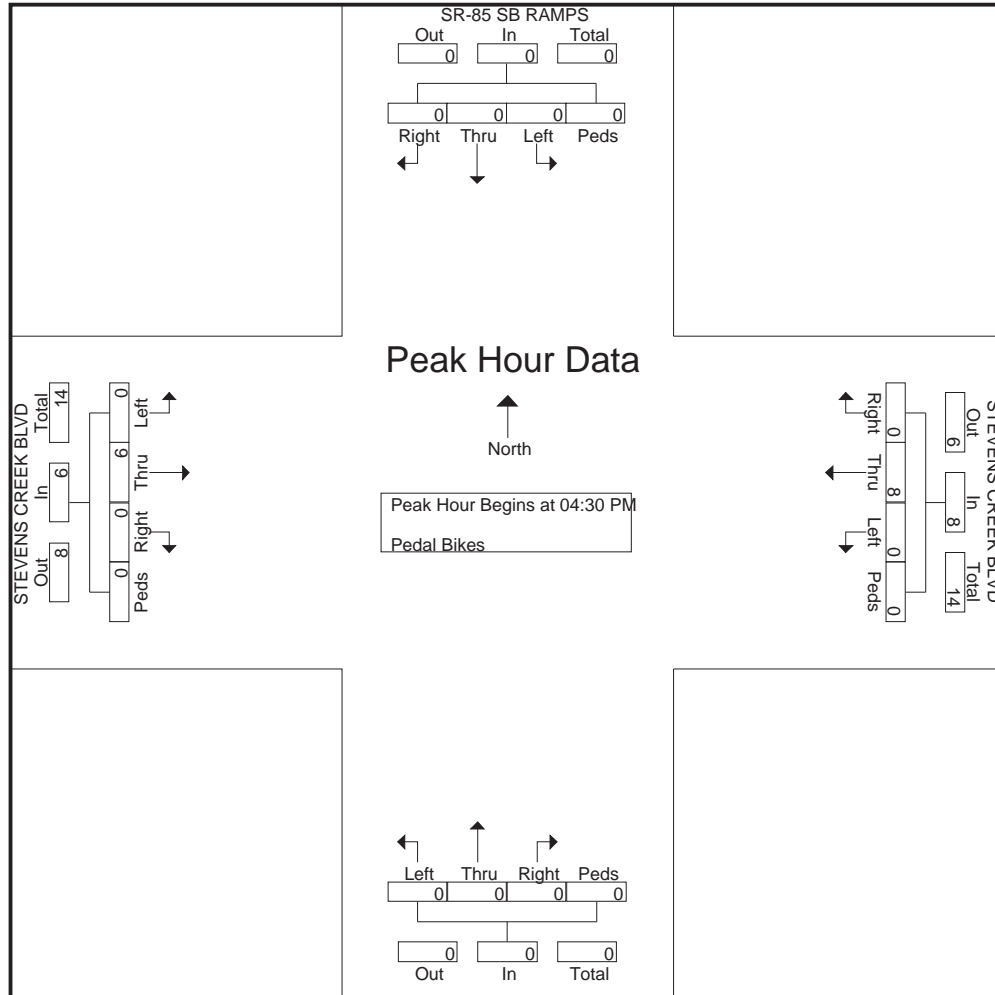 SR-85 SB RAMPS
Out In Total
0 0 0
0 0 0 0
Right Thru Left Peds
Peak Hour Data
North
Peak Hour Begins at 04:30 PM
Pedal Bikes
STEVENS CREEK BLVD
Out In Total
8 6 14
0 6 0 0
Left Thru Right Peds
STEVENS CREEK BLVD
Out In Total
6 8 14
0 8 0 0
Right Thru Left Peds
Left Thru Right Peds
0 0 0 0
0 0 0
Out In Total